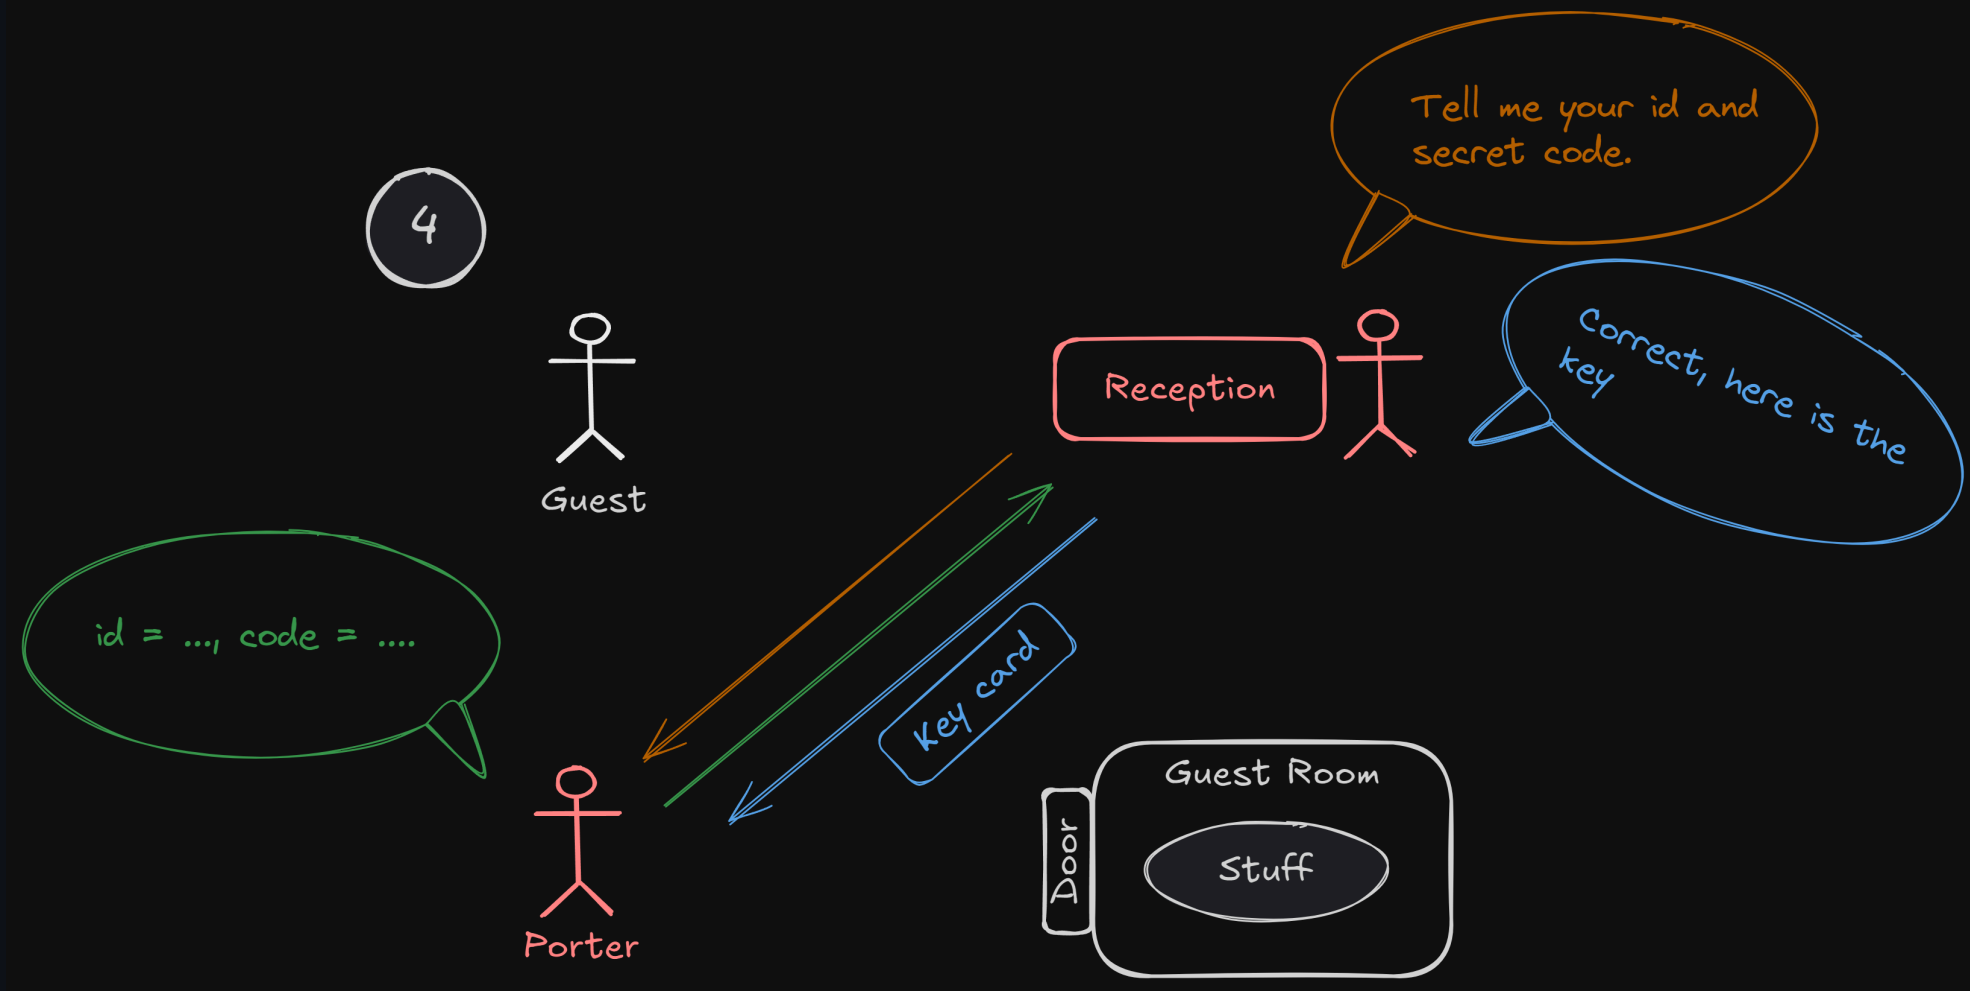 Tell me your id and
secret code.
4
Correct, here is the
key
Reception
Guest
id = ..., code = ....
Key card
Guest Room
Door
Stuff
Porter